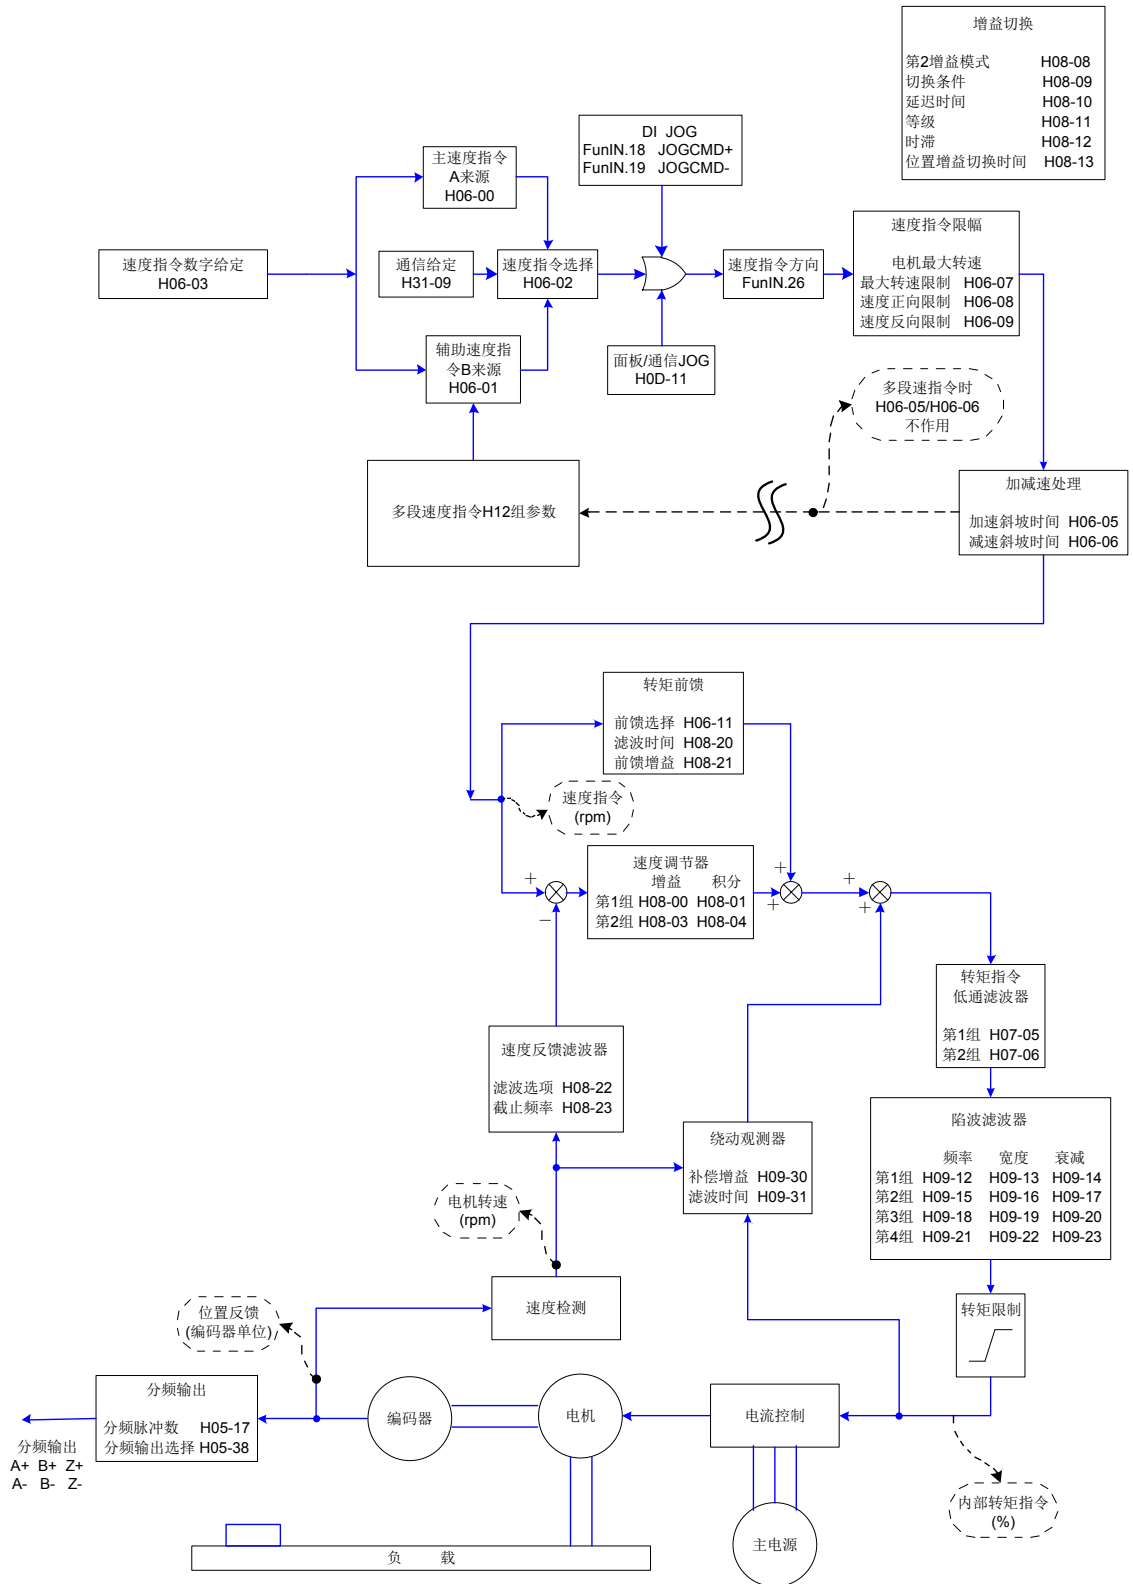 增益切换
第2增益模式 H08-08
切换条件 H08-09
延迟时间 H08-10
等级 H08-11
时滞 H08-12
位置增益切换时间 H08-13
DI JOG
FunIN.18 JOGCMD+
FunIN.19 JOGCMD-
主速度指令
A来源
H06-00
速度指令数字给定
H06-03
通信给定
H31-09
速度指令选择
H06-02
速度指令方向
FunIN.26
速度指令限幅
电机最大转速
最大转速限制 H06-07
速度正向限制 H06-08
速度反向限制 H06-09
辅助速度指
令B来源
H06-01
面板/通信JOG
H0D-11
多段速指令时
H06-05/H06-06
不作用
多段速度指令H12组参数
加减速处理
加速斜坡时间 H06-05
减速斜坡时间 H06-06
转矩前馈
前馈选择 H06-11
滤波时间 H08-20
前馈增益 H08-21
速度指令
(rpm)
速度调节器
增益 积分
第1组 H08-00 H08-01
第2组 H08-03 H08-04
+
−
+
+
+
+
转矩指令
低通滤波器
第1组 H07-05
第2组 H07-06
速度反馈滤波器
滤波选项 H08-22
截止频率 H08-23
绕动观测器
补偿增益 H09-30
滤波时间 H09-31
陷波滤波器
频率 宽度 衰减
第1组 H09-12 H09-13 H09-14
第2组 H09-15 H09-16 H09-17
第3组 H09-18 H09-19 H09-20
第4组 H09-21 H09-22 H09-23
电机转速
(rpm)
速度检测
转矩限制
位置反馈
(编码器单位)
分频输出
分频脉冲数 H05-17
分频输出选择 H05-38
编码器
电机
电流控制
分频输出
A+ B+ Z+
A- B- Z-
内部转矩指令
(%)
主电源
负 载